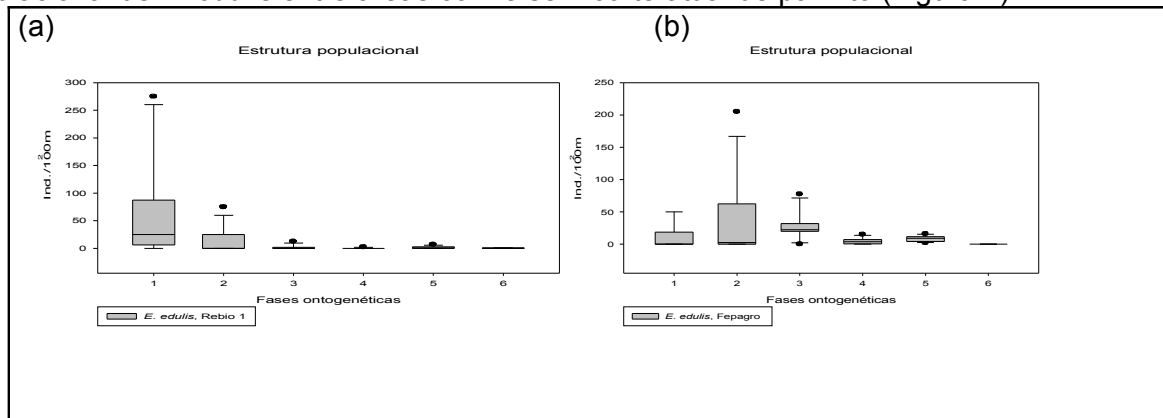 (a) (b)
Estrutura populacional
300
250
200
150
100
50
0
Ind./100m²
1 2 3 4 5 6
Fases ontogenéticas
E. edulis, Rebio 1
Estrutura populacional
250
200
150
100
50
0
Ind./100m²
1 2 3 4 5 6
Fases ontogenéticas
E. edulis, Fepagro